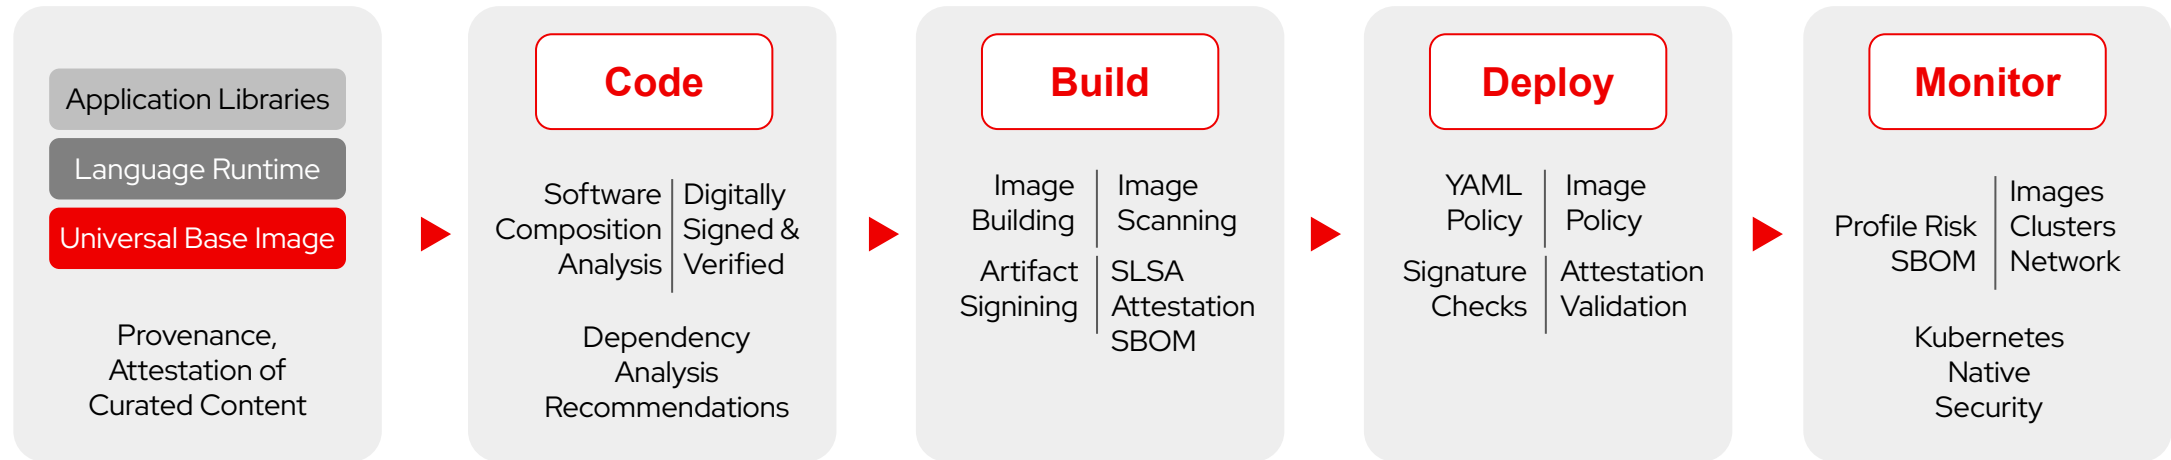 Application Libraries
Language Runtime
Universal Base Image
Provenance,
Attestation of
Curated Content
Code
Software
Composition
Analysis
Digitally
Signed &
Verified
Dependency
Analysis
Recommendations
Build
Image
Building
Image
Scanning
Artifact
Signining
SLSA
Attestation
SBOM
Deploy
YAML
Policy
Image
Policy
Signature
Checks
Attestation
Validation
Monitor
Profile Risk
SBOM
Images
Clusters
Network
Kubernetes
Native
Security